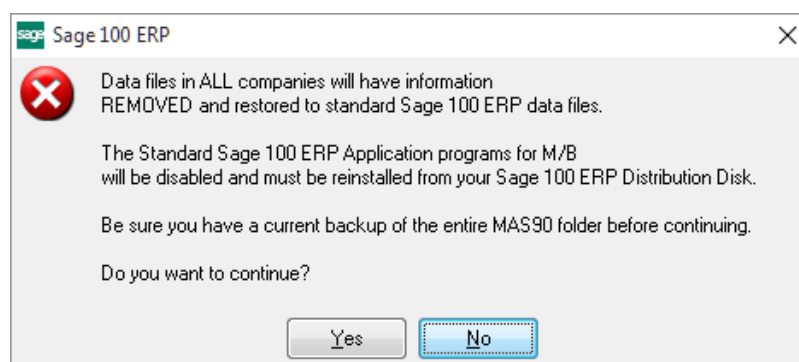 sage Sage 100 ERP
Data files in ALL companies will have information
REMOVED and restored to standard Sage 100 ERP data files.
The Standard Sage 100 ERP Application programs for M/B
will be disabled and must be reinstalled from your Sage 100 ERP Distribution Disk.
Be sure you have a current backup of the entire MAS90 folder before continuing.
Do you want to continue?
Yes No